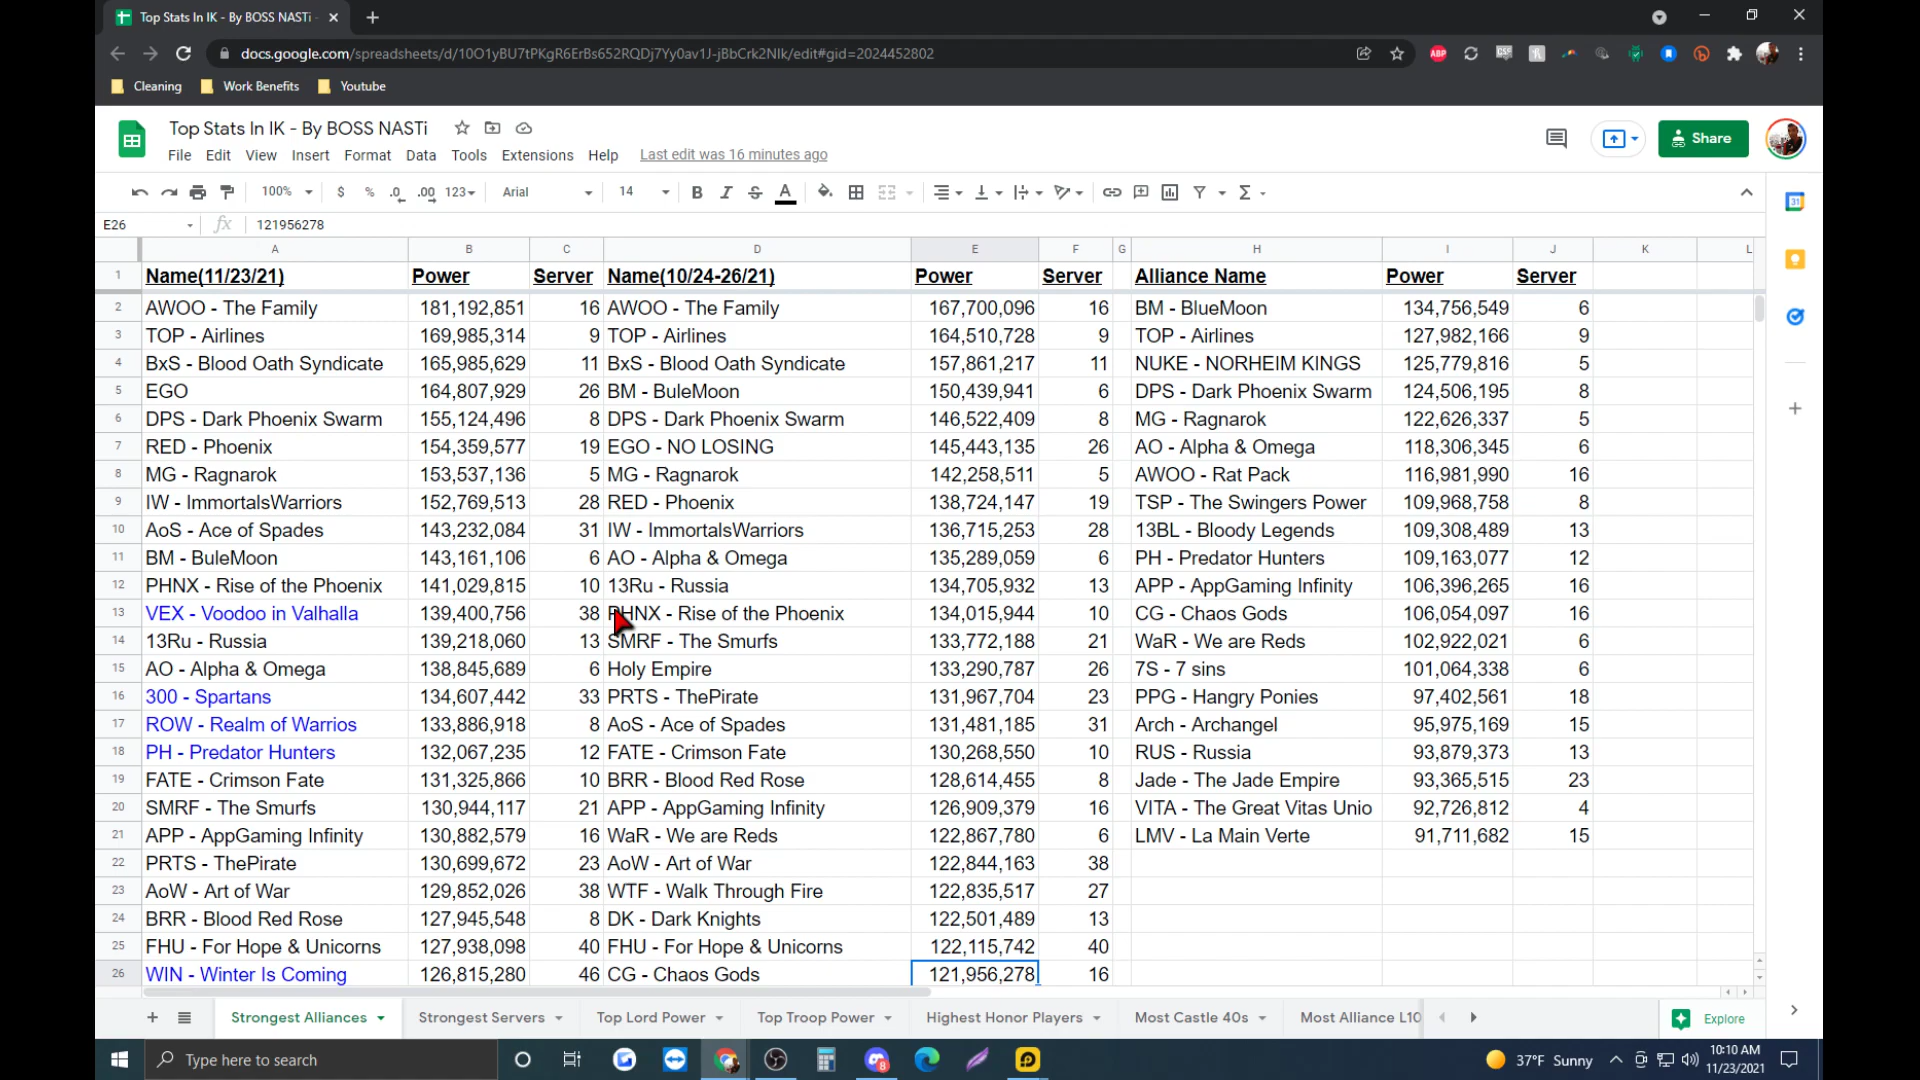 Top Stats In IK - By BOSS NASTi -
docs.google.com/spreadsheets/d/10O1yBU7tPKgR6ErBs652RQDj7Yy0av1J-jBbCrk2NIk/edit#gid=2024452802
Cleaning Work Benefits Youtube
Top Stats In IK - By BOSS NASTi
File Edit View Insert Format Data Tools Extensions Help Last edit was 16 minutes ago
Share
100% $ % .0 .00 123 Arial 14 B I S A
E26 fx 121956278
A B C D E F G H I J K L
1 Name(11/23/21) Power Server Name(10/24-26/21) Power Server Alliance Name Power Server
2 AWOO - The Family 181,192,851 16 AWOO - The Family 167,700,096 16 BM - BlueMoon 134,756,549 6
3 TOP - Airlines 169,985,314 9 TOP - Airlines 164,510,728 9 TOP - Airlines 127,982,166 9
4 BxS - Blood Oath Syndicate 165,985,629 11 BxS - Blood Oath Syndicate 157,861,217 11 NUKE - NORHEIM KINGS 125,779,816 5
5 EGO 164,807,929 26 BM - BuleMoon 150,439,941 6 DPS - Dark Phoenix Swarm 124,506,195 8
6 DPS - Dark Phoenix Swarm 155,124,496 8 DPS - Dark Phoenix Swarm 146,522,409 8 MG - Ragnarok 122,626,337 5
7 RED - Phoenix 154,359,577 19 EGO - NO LOSING 145,443,135 26 AO - Alpha & Omega 118,306,345 6
8 MG - Ragnarok 153,537,136 5 MG - Ragnarok 142,258,511 5 AWOO - Rat Pack 116,981,990 16
9 IW - ImmortalsWarriors 152,769,513 28 RED - Phoenix 138,724,147 19 TSP - The Swingers Power 109,968,758 8
10 AoS - Ace of Spades 143,232,084 31 IW - ImmortalsWarriors 136,715,253 28 13BL - Bloody Legends 109,308,489 13
11 BM - BuleMoon 143,161,106 6 AO - Alpha & Omega 135,289,059 6 PH - Predator Hunters 109,163,077 12
12 PHNX - Rise of the Phoenix 141,029,815 10 13Ru - Russia 134,705,932 13 APP - AppGaming Infinity 106,396,265 16
13 VEX - Voodoo in Valhalla 139,400,756 38 PHNX - Rise of the Phoenix 134,015,944 10 CG - Chaos Gods 106,054,097 16
14 13Ru - Russia 139,218,060 13 SMRF - The Smurfs 133,772,188 21 WaR - We are Reds 102,922,021 6
15 AO - Alpha & Omega 138,845,689 6 Holy Empire 133,290,787 26 7S - 7 sins 101,064,338 6
16 300 - Spartans 134,607,442 33 PRTS - ThePirate 131,967,704 23 PPG - Hangry Ponies 97,402,561 18
17 ROW - Realm of Warrios 133,886,918 8 AoS - Ace of Spades 131,481,185 31 Arch - Archangel 95,975,169 15
18 PH - Predator Hunters 132,067,235 12 FATE - Crimson Fate 130,268,550 10 RUS - Russia 93,879,373 13
19 FATE - Crimson Fate 131,325,866 10 BRR - Blood Red Rose 128,614,455 8 Jade - The Jade Empire 93,365,515 23
20 SMRF - The Smurfs 130,944,117 21 APP - AppGaming Infinity 126,909,379 16 VITA - The Great Vitas Unio 92,726,812 4
21 APP - AppGaming Infinity 130,882,579 16 WaR - We are Reds 122,867,780 6 LMV - La Main Verte 91,711,682 15
22 PRTS - ThePirate 130,699,672 23 AoW - Art of War 122,844,163 38
23 AoW - Art of War 129,852,026 38 WTF - Walk Through Fire 122,835,517 27
24 BRR - Blood Red Rose 127,945,548 8 DK - Dark Knights 122,501,489 13
25 FHU - For Hope & Unicorns 127,938,098 40 FHU - For Hope & Unicorns 122,115,742 40
26 WIN - Winter Is Coming 126,815,280 46 CG - Chaos Gods 121,956,278 16
Strongest Alliances Strongest Servers Top Lord Power Top Troop Power Highest Honor Players Most Castle 40s Most Alliance L10 Explore
Type here to search 37°F Sunny 10:10 AM
11/23/2021